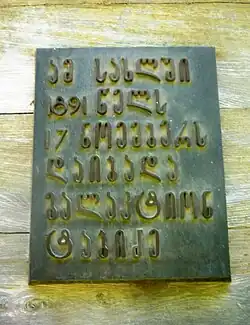 ამ სახლში
1891 წელს
17 ნოემბერს
დაიბადა
გალაკტიონ
ტაბიძე